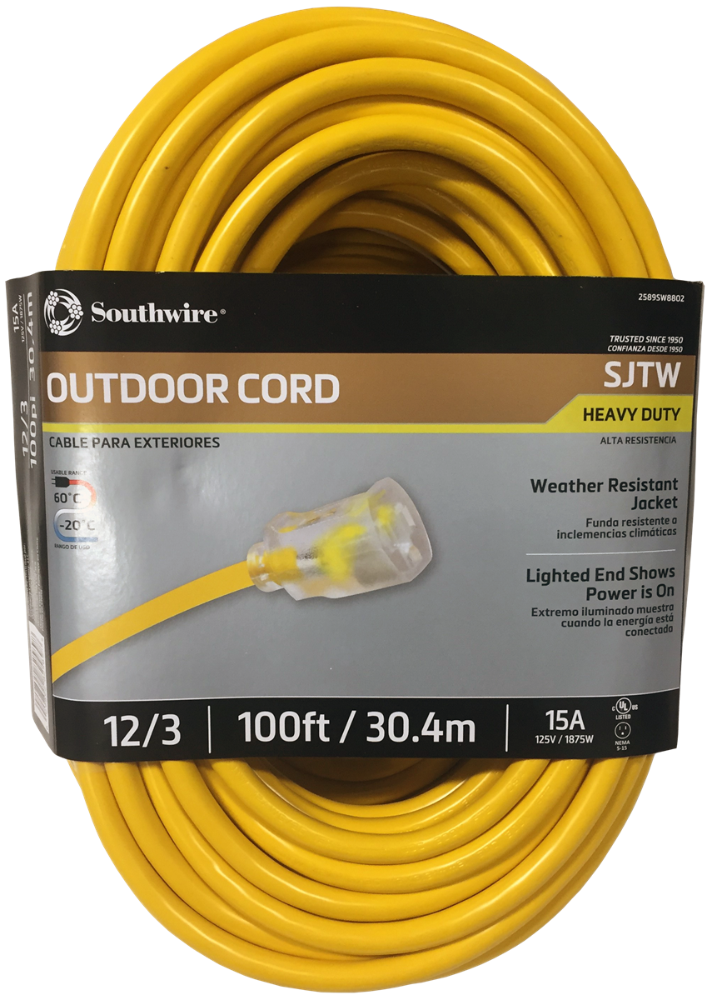 Southwire®
2589SW8802
TRUSTED SINCE 1950
CONFIANZA DESDE 1950
OUTDOOR CORD
SJTW
HEAVY DUTY
CABLE PARA EXTERIORES
ALTA RESISTENCIA
USABLE RANGE
60°C
-20°C
RANGO DE USO
Weather Resistant
Jacket
Funda resistente a
inclemencias climáticas
Lighted End Shows
Power is On
Extremo iluminado muestra
cuando la energía está
conectada
12/3
100ft / 30.4m
15A
125V / 1875W
C UL US
LISTED
NEMA
5-15
15A
125V / 1875W
12/3
100pi 30.4m